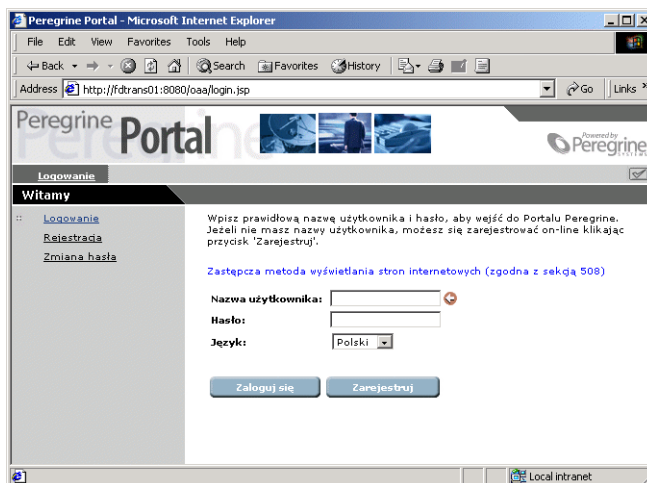 Peregrine Portal - Microsoft Internet Explorer
File Edit View Favorites Tools Help
Back Search Favorites History
Address http://fdtrans01:8080/oaa/login.jsp Go Links
Peregrine Portal
Powered by
Peregrine
SYSTEMS
Logowanie
Witamy
Logowanie
Rejestracja
Zmiana hasła
Wpisz prawidłową nazwę użytkownika i hasło, aby wejść do Portalu Peregrine.
Jeżeli nie masz nazwy użytkownika, możesz się zarejestrować on-line klikając
przycisk 'Zarejestruj'.
Zastępcza metoda wyświetlania stron internetowych (zgodna z sekcją 508)
Nazwa użytkownika:
Hasło:
Język: Polski
Zaloguj się Zarejestruj
Local intranet